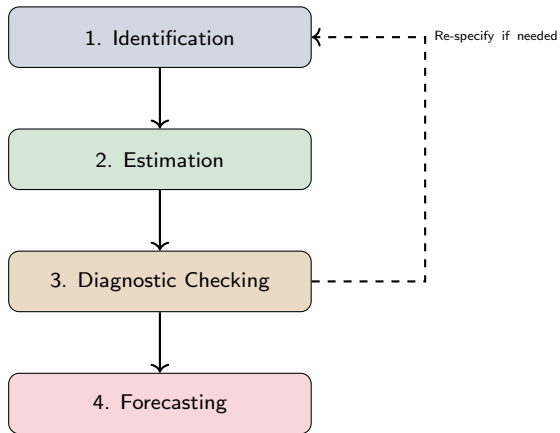 1. Identification
Re-specify if needed
2. Estimation
3. Diagnostic Checking
4. Forecasting